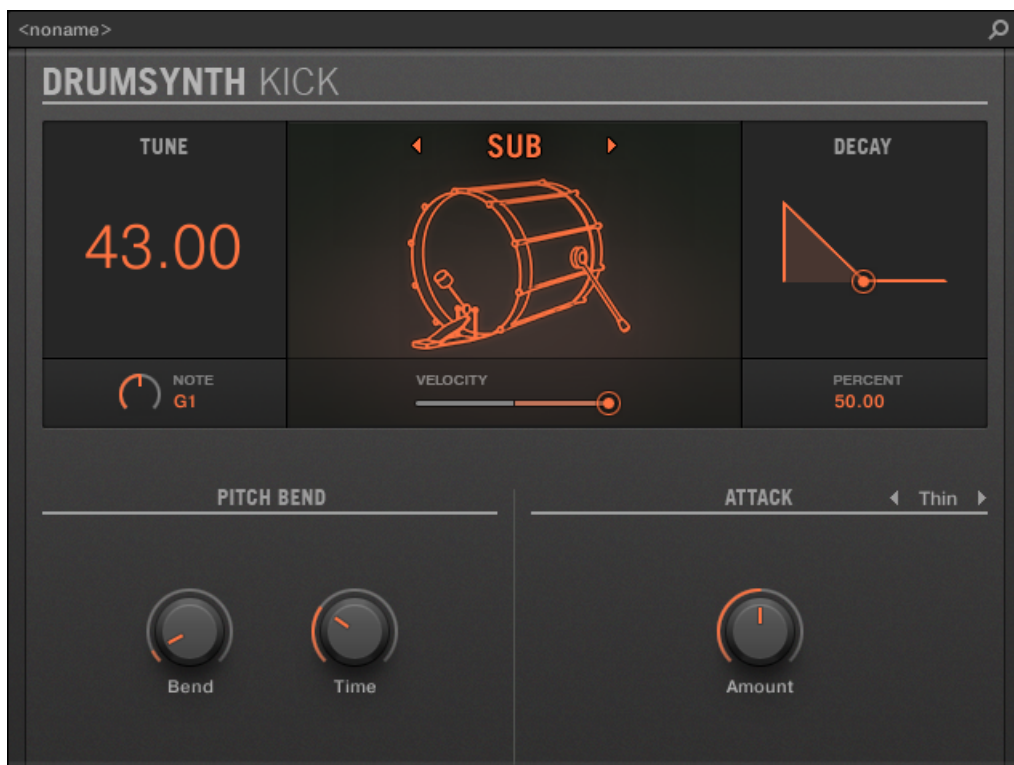 <noname>
DRUMSYNTH KICK
TUNE
SUB
DECAY
43.00
NOTE
G1
VELOCITY
PERCENT
50.00
PITCH BEND
ATTACK
Thin
Bend
Time
Amount